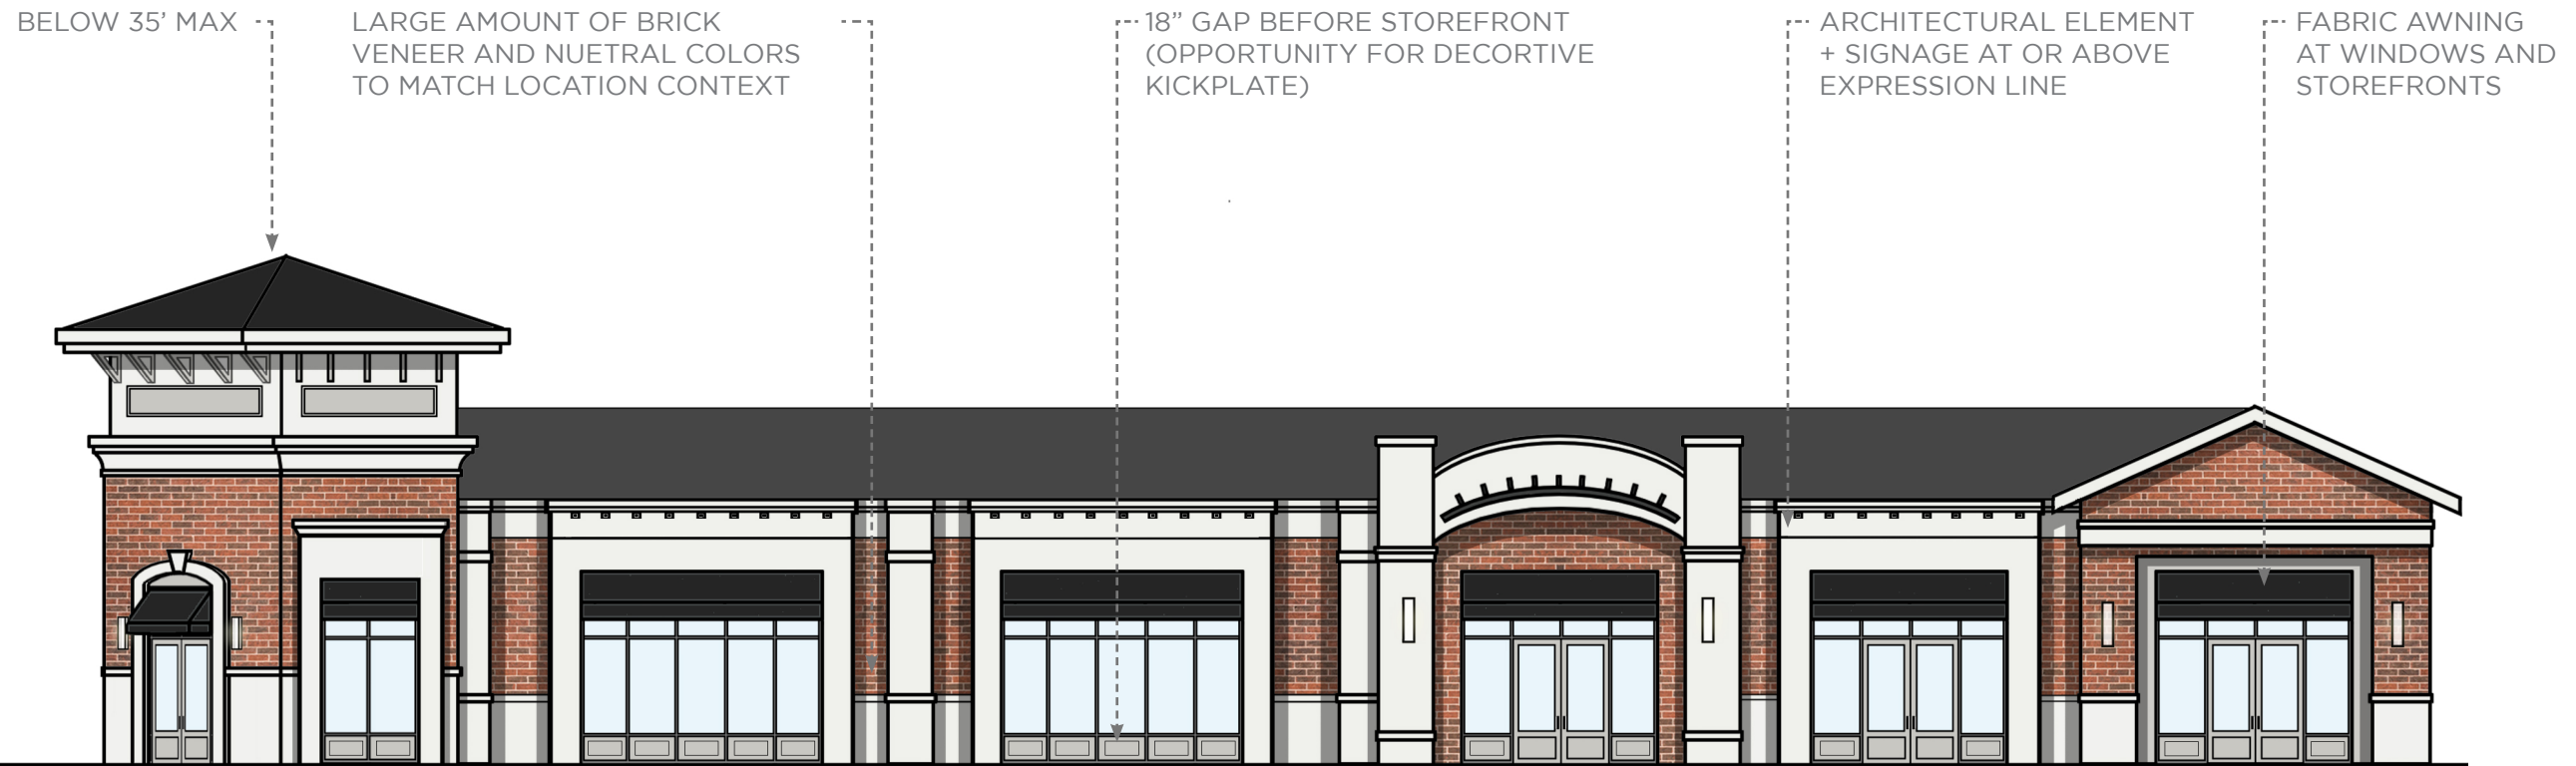 BELOW 35’ MAX
LARGE AMOUNT OF BRICK
VENEER AND NUETRAL COLORS
TO MATCH LOCATION CONTEXT
18” GAP BEFORE STOREFRONT
(OPPORTUNITY FOR DECORTIVE
KICKPLATE)
ARCHITECTURAL ELEMENT
+ SIGNAGE AT OR ABOVE
EXPRESSION LINE
FABRIC AWNING
AT WINDOWS AND
STOREFRONTS